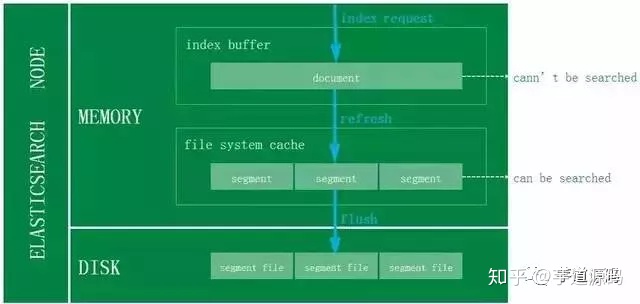 index request
index buffer
document
cann't be searched
refresh
file system cache
segment segment segment
can be searched
flush
segment file segment file segment file
ELASTICSEARCH NODE
MEMORY
DISK
知乎 @芋道源码